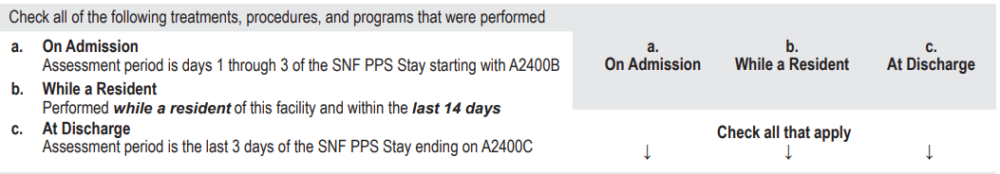 Check all of the following treatments, procedures, and programs that were performed
a. On Admission
Assessment period is days 1 through 3 of the SNF PPS Stay starting with A2400B
b. While a Resident
Performed while a resident of this facility and within the last 14 days
c. At Discharge
Assessment period is the last 3 days of the SNF PPS Stay ending on A2400C
a.
On Admission
b.
While a Resident
c.
At Discharge
Check all that apply
↓ ↓ ↓